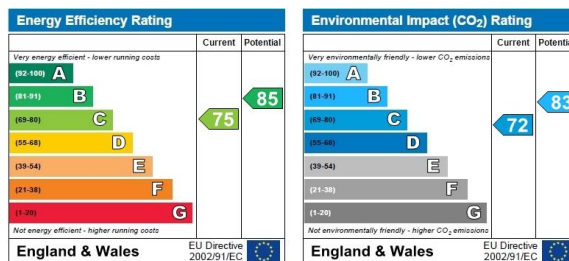 Energy Efficiency Rating
Current Potential
Very energy efficient - lower running costs
(92-100) A
(81-91) B
(69-80) C
(55-68) D
(39-54) E
(21-38) F
(1-20) G
75
85
Not energy efficient - higher running costs
England & Wales
EU Directive
2002/91/EC
Environmental Impact (CO₂) Rating
Current Potentia
Very environmentally friendly - lower CO₂ emissions
(92-100) A
(81-91) B
(69-80) C
(55-68) D
(39-54) E
(21-38) F
(1-20) G
72
83
Not environmentally friendly - higher CO₂ emissions
England & Wales
EU Directive
2002/91/EC